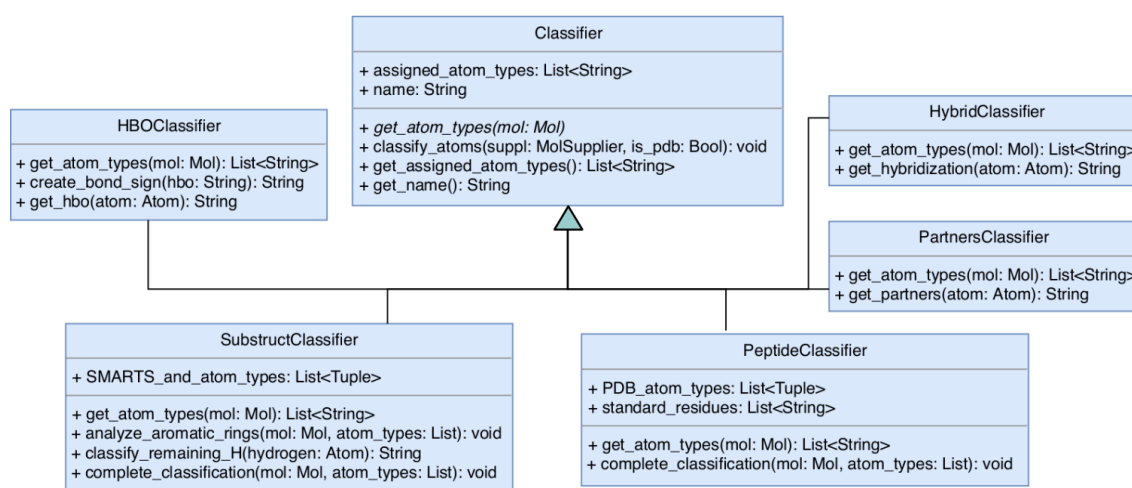 Classifier
+ assigned_atom_types: List<String>
+ name: String
+ get_atom_types(mol: Mol)
+ classify_atoms(suppl: MolSupplier, is_pdb: Bool): void
+ get_assigned_atom_types(): List<String>
+ get_name(): String
HBOClassifier
+ get_atom_types(mol: Mol): List<String>
+ create_bond_sign(hbo: String): String
+ get_hbo(atom: Atom): String
HybridClassifier
+ get_atom_types(mol: Mol): List<String>
+ get_hybridization(atom: Atom): String
PartnersClassifier
+ get_atom_types(mol: Mol): List<String>
+ get_partners(atom: Atom): String
SubstructClassifier
+ SMARTS_and_atom_types: List<Tuple>
+ get_atom_types(mol: Mol): List<String>
+ analyze_aromatic_rings(mol: Mol, atom_types: List): void
+ classify_remaining_H(hydrogen: Atom): String
+ complete_classification(mol: Mol, atom_types: List): void
PeptideClassifier
+ PDB_atom_types: List<Tuple>
+ standard_residues: List<String>
+ get_atom_types(mol: Mol): List<String>
+ complete_classification(mol: Mol, atom_types: List): void